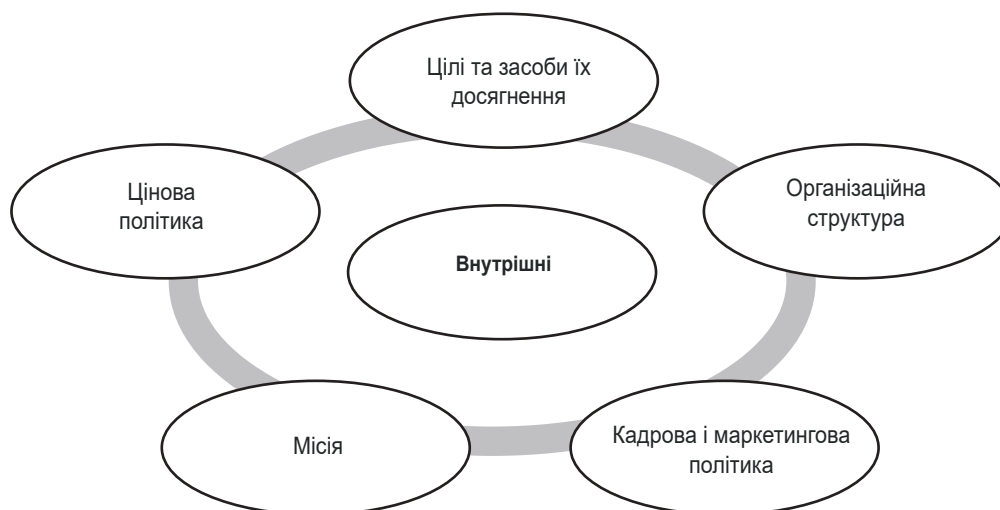 Цілі та засоби їх
досягнення
Цінова
політика
Організаційна
структура
Внутрішні
Місія
Кадрова і маркетингова
політика